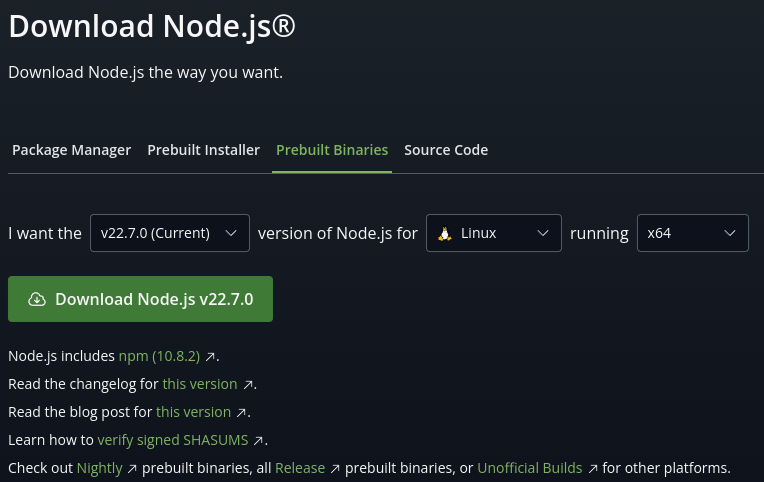 Download Node.js®
Download Node.js the way you want.
Package Manager Prebuilt Installer Prebuilt Binaries Source Code
I want the v22.7.0 (Current) version of Node.js for Linux running x64
Download Node.js v22.7.0
Node.js includes npm (10.8.2) ↗.
Read the changelog for this version ↗.
Read the blog post for this version ↗.
Learn how to verify signed SHASUMS ↗.
Check out Nightly ↗ prebuilt binaries, all Release ↗ prebuilt binaries, or Unofficial Builds ↗ for other platforms.